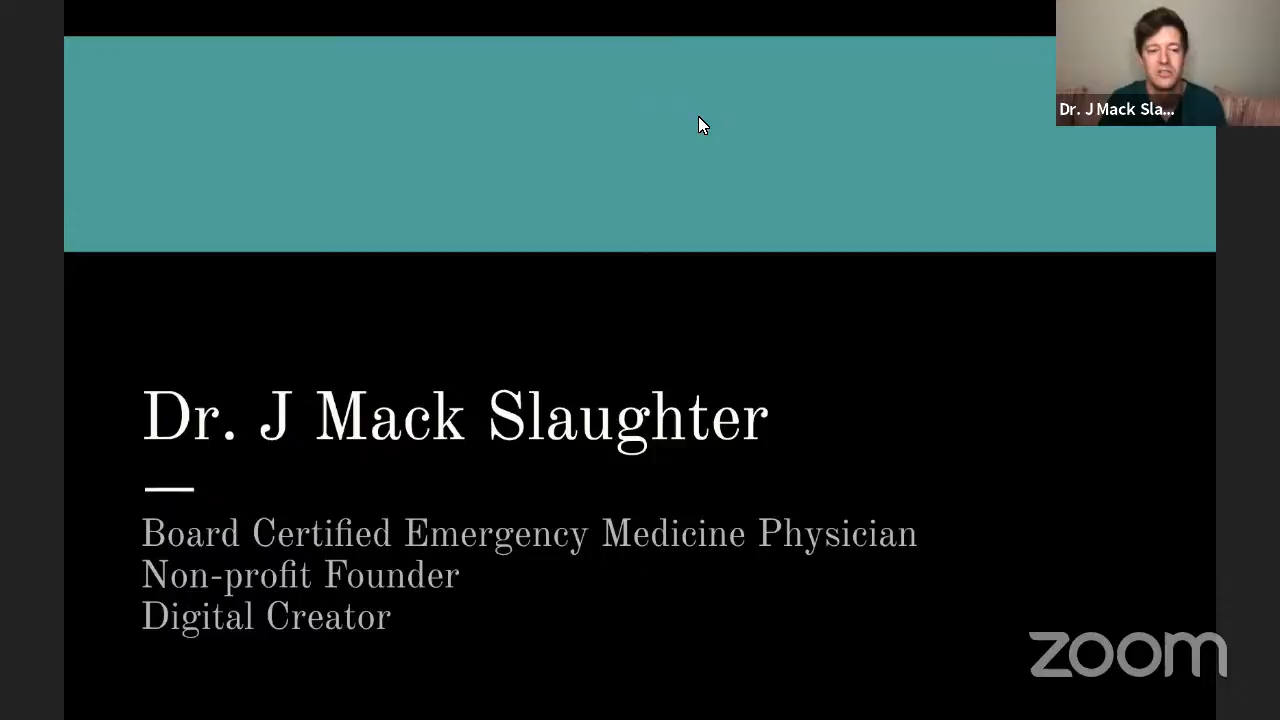 Dr. J Mack Sla...
Dr. J Mack Slaughter
Board Certified Emergency Medicine Physician
Non-profit Founder
Digital Creator
zoom